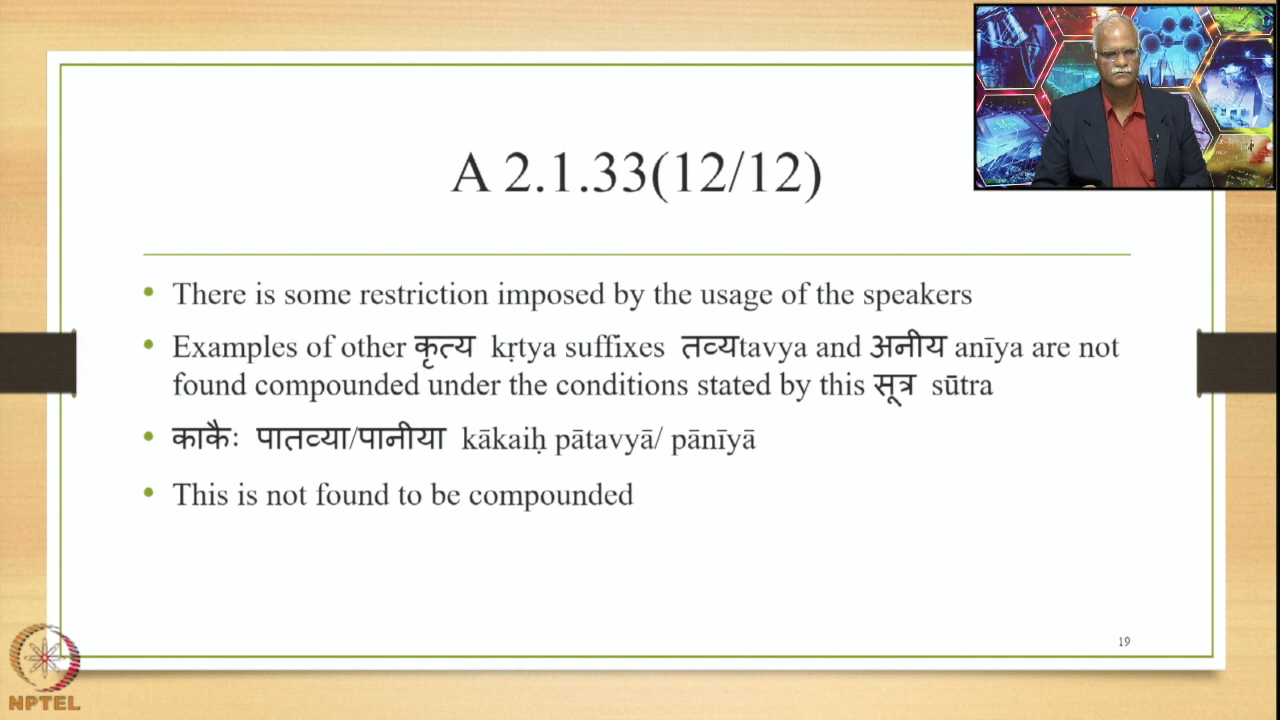 A 2.1.33(12/12)
There is some restriction imposed by the usage of the speakers
Examples of other कृत्य kṛtya suffixes तव्यtavya and अनीय anīya are not
found compounded under the conditions stated by this सूत्र sūtra
काकैः पातव्या/पानीया kākaiḥ pātavyā/ pānīyā
This is not found to be compounded
19
NPTEL